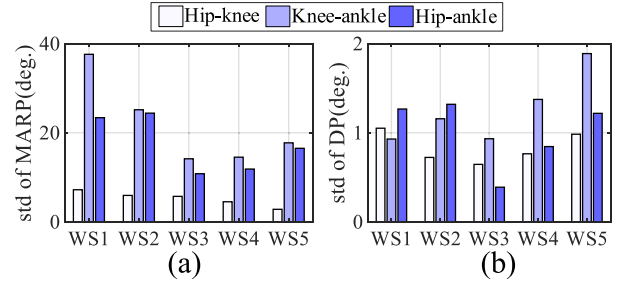 Hip-knee Knee-ankle Hip-ankle
std of MARP(deg.)
40
20
0
WS1 WS2 WS3 WS4 WS5
(a)
std of DP(deg.)
2
1
0
WS1 WS2 WS3 WS4 WS5
(b)